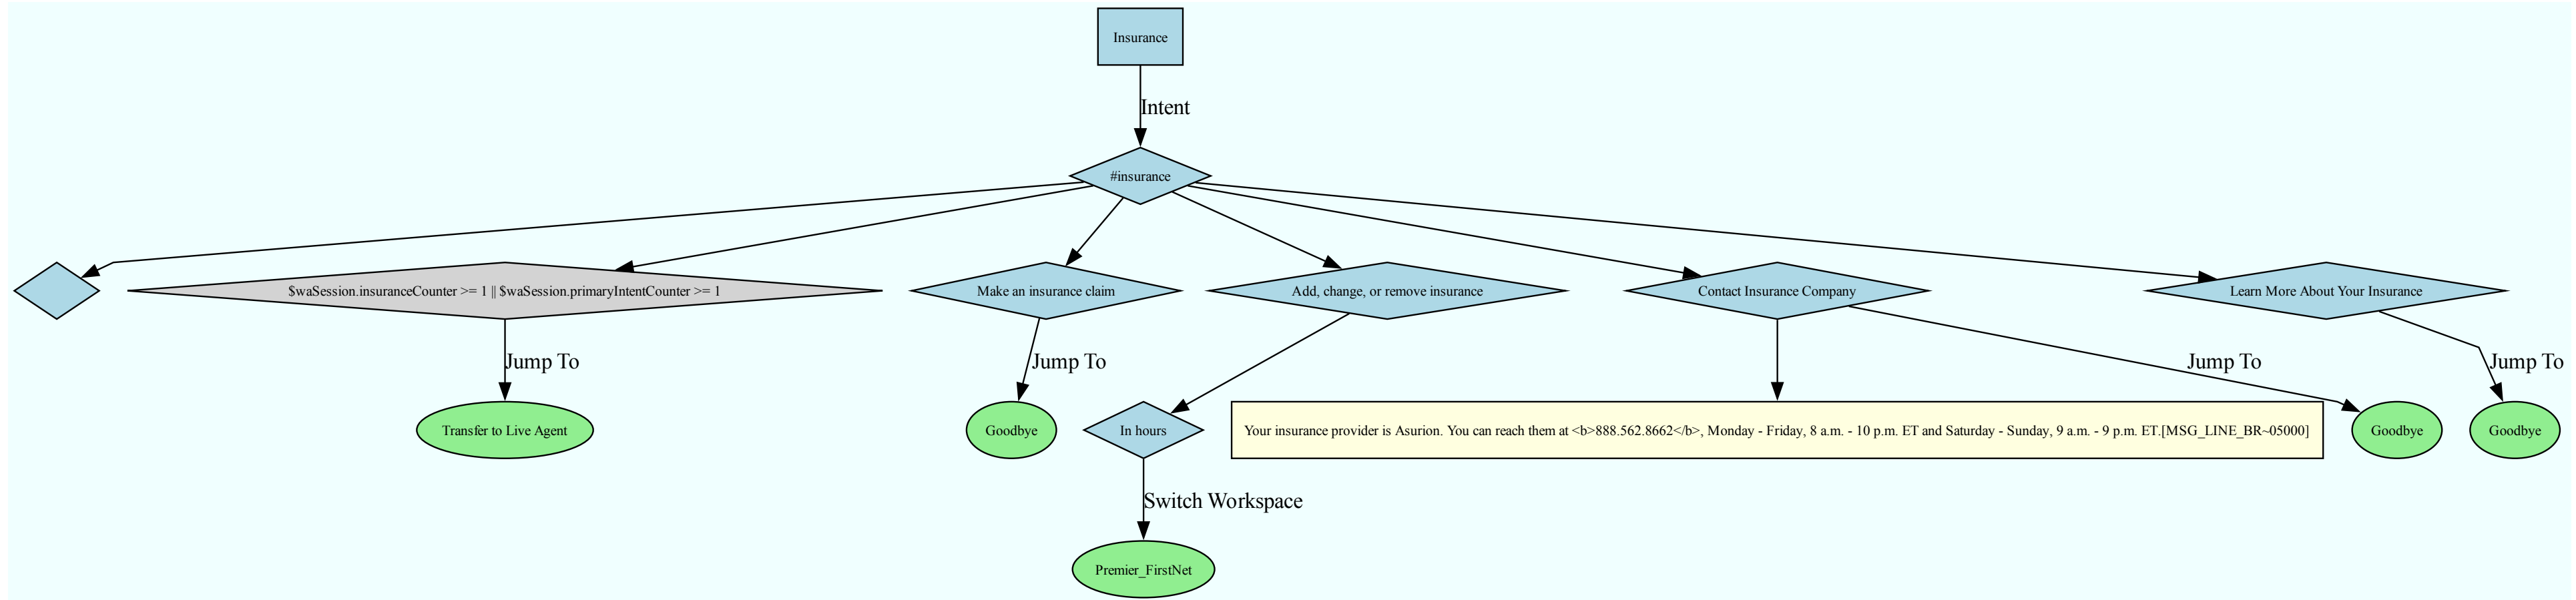 Insurance
Intent
#insurance
$waSession.insuranceCounter >= 1 || $waSession.primaryIntentCounter >= 1
Make an insurance claim
Add, change, or remove insurance
Contact Insurance Company
Learn More About Your Insurance
Jump To
Jump To
Jump To
Jump To
Transfer to Live Agent
Goodbye
In hours
Your insurance provider is Asurion. You can reach them at <b>888.562.8662</b>, Monday - Friday, 8 a.m. - 10 p.m. ET and Saturday - Sunday, 9 a.m. - 9 p.m. ET.[MSG_LINE_BR~05000]
Goodbye
Goodbye
Switch Workspace
Premier_FirstNet